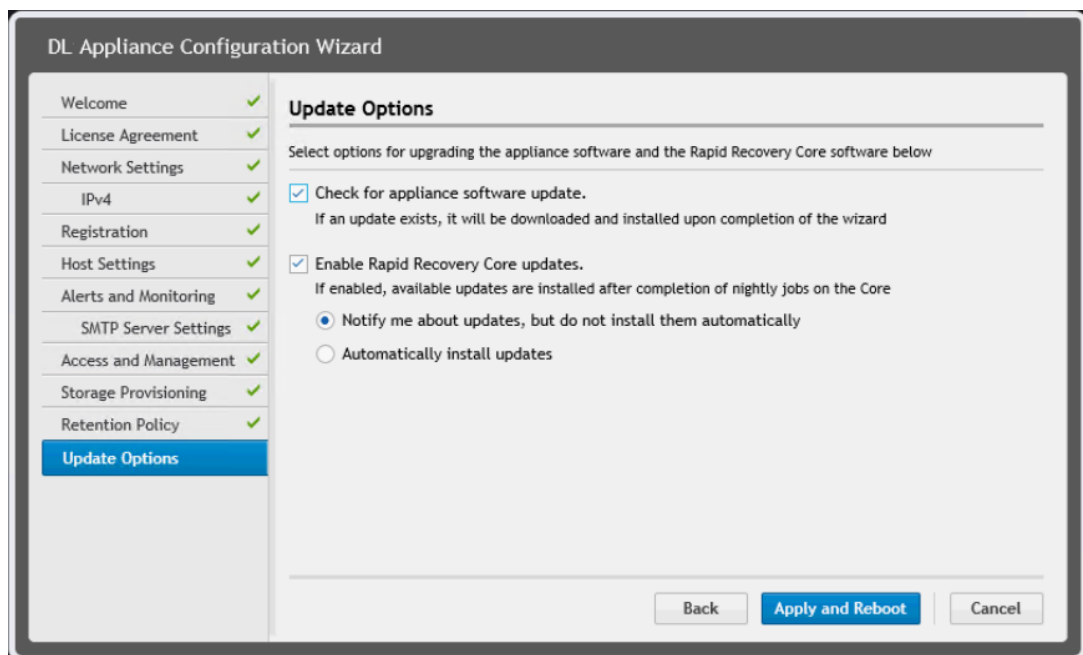 DL Appliance Configuration Wizard
Welcome
License Agreement
Network Settings
IPv4
Registration
Host Settings
Alerts and Monitoring
SMTP Server Settings
Access and Management
Storage Provisioning
Retention Policy
Update Options
Update Options
Select options for upgrading the appliance software and the Rapid Recovery Core software below
Check for appliance software update.
If an update exists, it will be downloaded and installed upon completion of the wizard
Enable Rapid Recovery Core updates.
If enabled, available updates are installed after completion of nightly jobs on the Core
Notify me about updates, but do not install them automatically
Automatically install updates
Back
Apply and Reboot
Cancel